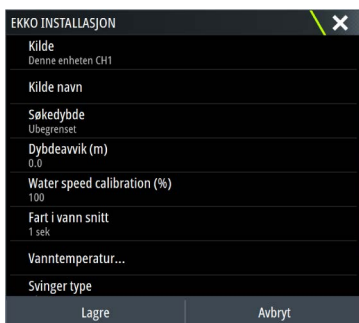 EKKO INSTALLASJON
Kilde
Denne enheten CH1
Kilde navn
Søkedybde
Ubegrenset
Dybdeavvik (m)
0.0
Water speed calibration (%)
100
Fart i vann snitt
1 sek
Vanntemperatur...
Svinger type
Lagre
Avbryt